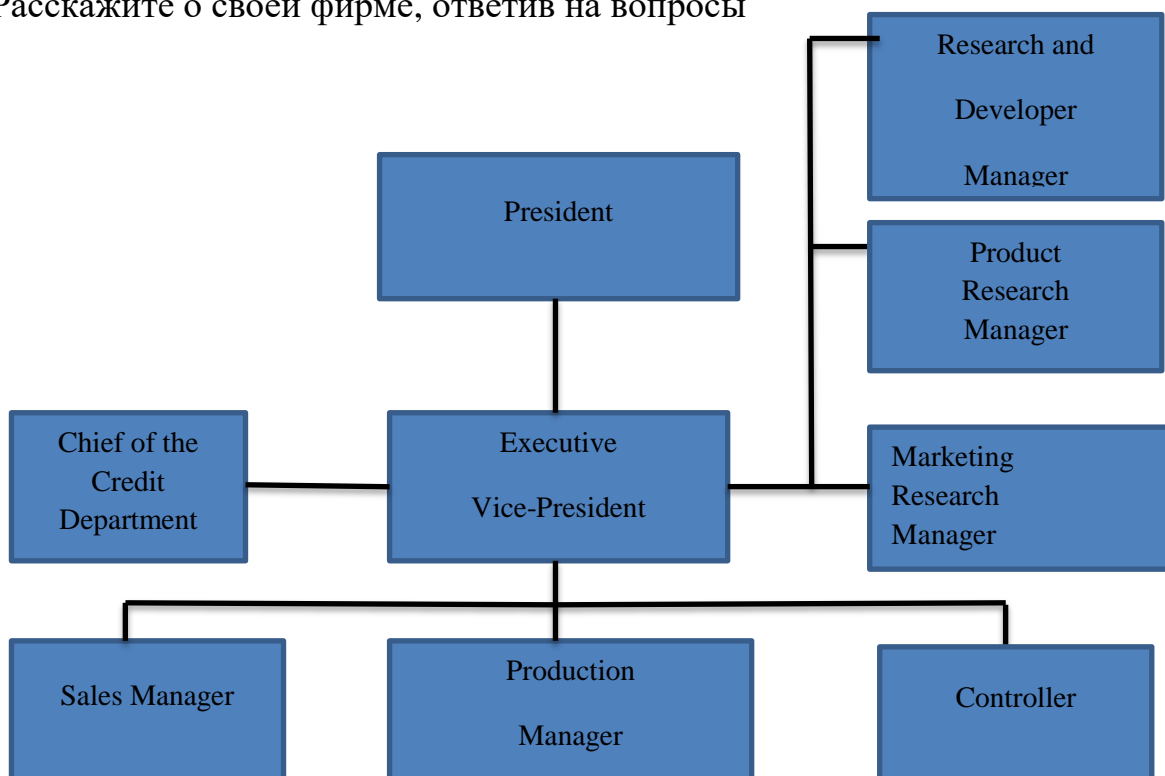 Расскажите о своей фирме, ответив на вопросы
Research and
Developer
Manager
President
Product
Research
Manager
Chief of the
Credit
Department
Executive
Vice-President
Marketing
Research
Manager
Sales Manager
Production
Manager
Controller